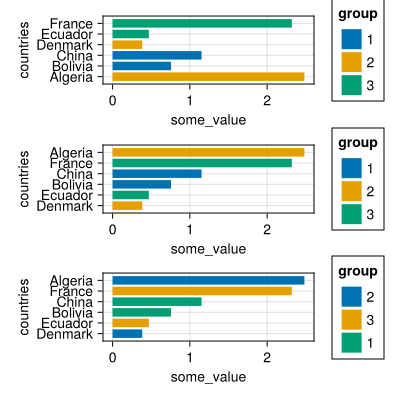 group
countries
France
Ecuador
Denmark
China
Bolivia
Algeria
1
2
3
0 1 2
some_value
group
countries
Algeria
France
China
Bolivia
Ecuador
Denmark
1
2
3
0 1 2
some_value
group
countries
Algeria
France
China
Bolivia
Ecuador
Denmark
2
3
1
0 1 2
some_value